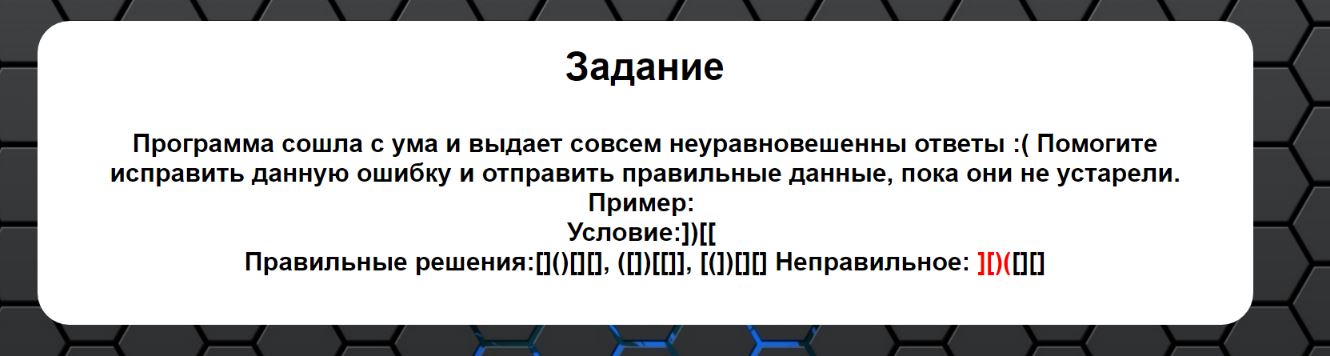 Задание
Программа сошла с ума и выдает совсем неуравновешенны ответы :( Помогите
исправить данную ошибку и отправить правильные данные, пока они не устарели.
Пример:
Условие:])[[
Правильные решения:[]()[][], ([])[[]], [(])[][] Неправильное: ][)([][]